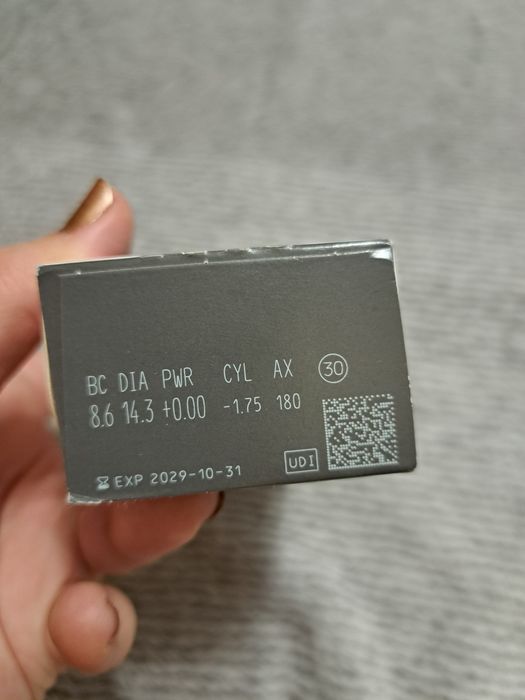 BC DIA PWR CYL AX 30
8.6 14.3 +0.00 -1.75 180
EXP 2029-10-31 UDI